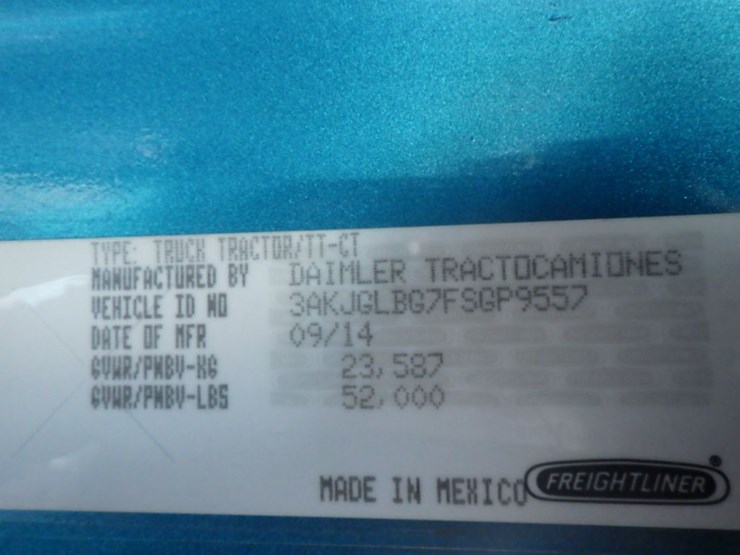 TYPE: TRUCK TRACTOR/TT-CT
MANUFACTURED BY DAIMLER TRACTOCAMIONES
VEHICLE ID NO 3AKJGLBG7FSGP9557
DATE OF MFR 09/14
GVWR/PNBV-KG 23,587
GVWR/PNBV-LBS 52,000
MADE IN MEXICO FREIGHTLINER